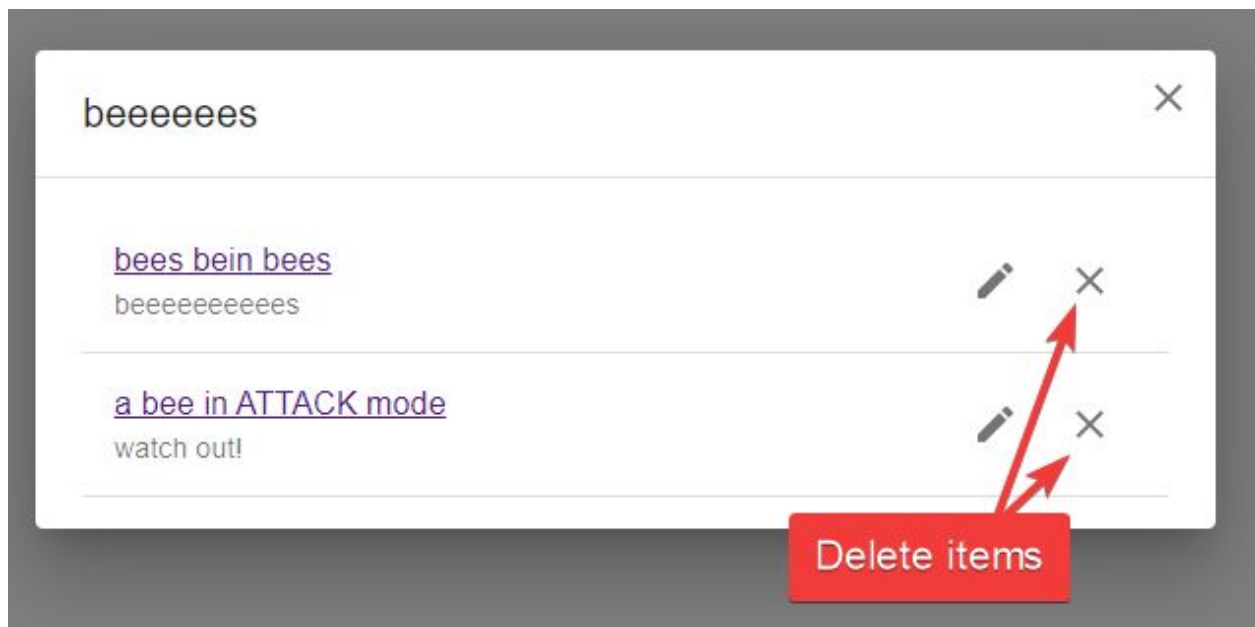 beeeeees
bees bein bees
beeeeeeeeees
a bee in ATTACK mode
watch out!
Delete items